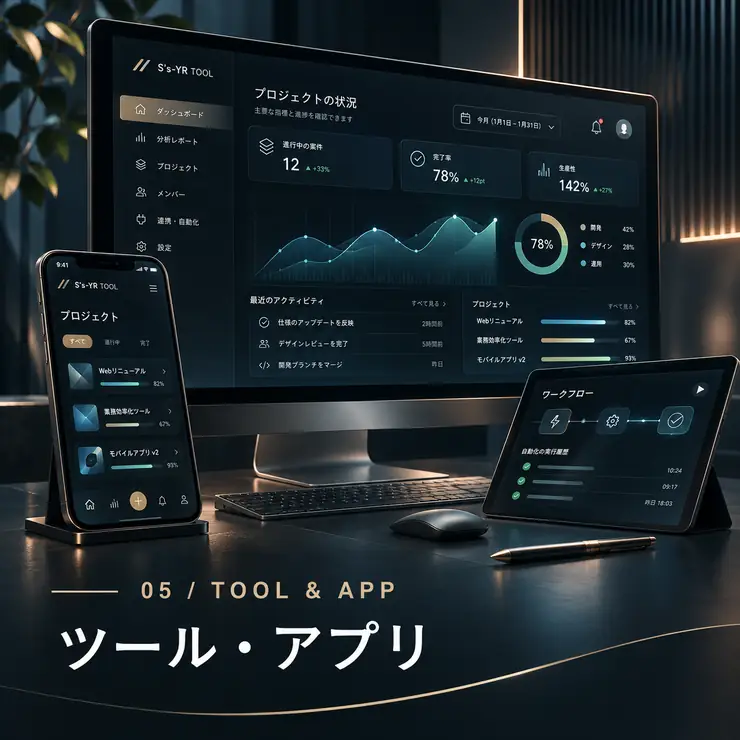 S's-YR TOOL
ダッシュボード
分析レポート
プロジェクト
メンバー
連携・自動化
設定
プロジェクトの状況
主要な指標と進捗を確認できます
今月 (1月1日 – 1月31日)
進行中の案件
12 ▲ +33%
完了率
78% ▲ +12pt
生産性
142% ▲ +27%
78%
開発 42%
デザイン 28%
運用 30%
最近のアクティビティ すべて見る >
仕様のアップデートを反映 2時間前
デザインレビューを完了 5時間前
</> 開発ブランチをマージ 昨日
プロジェクト すべて見る >
Webリニューアル 82%
業務効率化ツール 67%
モバイルアプリ v2 93%
9:41
S's-YR TOOL
プロジェクト
すべて 進行中 完了
Webリニューアル >
82%
業務効率化ツール >
67%
モバイルアプリ v2 >
93%
ワークフロー
自動化の実行履歴
10:24
09:17
昨日 18:03
05 / TOOL & APP
ツール・アプリ